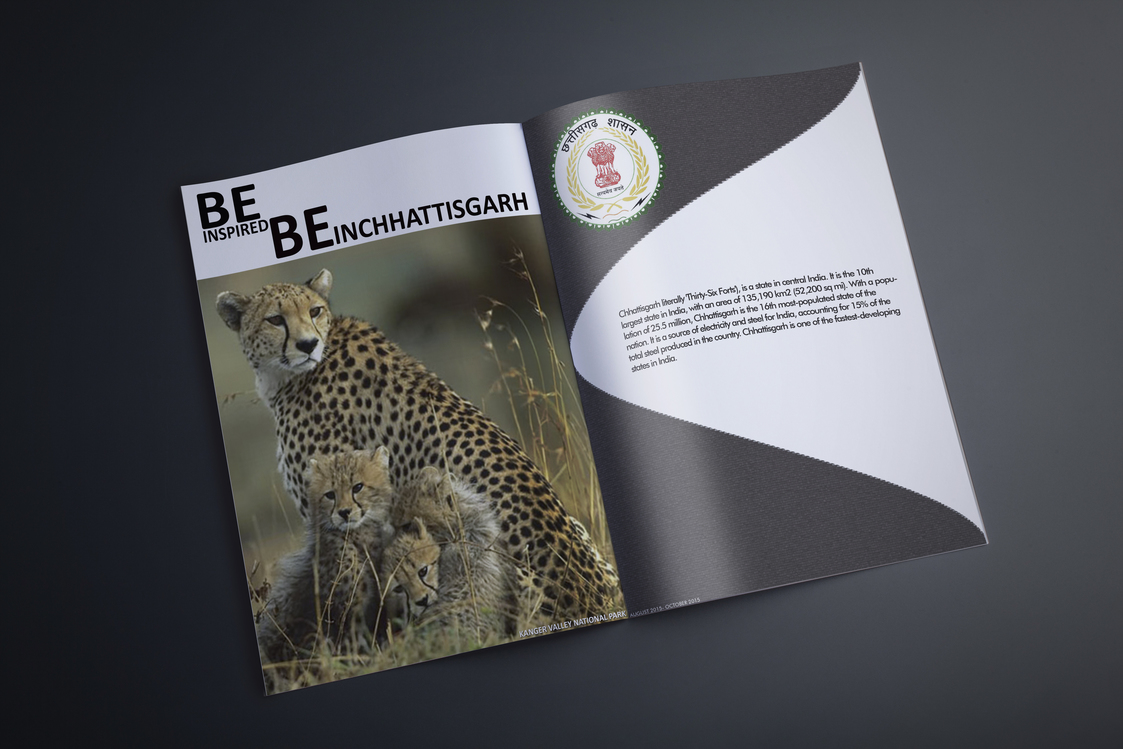 BE
INSPIRED
BE INCHHATTISGARH
KANGER VALLEY NATIONAL PARK
छत्तीसगढ़ शासन
सत्यमेव जयते
Chhattisgarh literally 'Thirty-Six Forts'), is a state in central India. It is the 10th
largest state in India, with an area of 135,190 km2 (52,200 sq mi). With a popu-
lation of 25.5 million, Chhattisgarh is the 16th most-populated state of the
nation. It is a source of electricity and steel for India, accounting for 15% of the
total steel produced in the country. Chhattisgarh is one of the fastest-developing
states in India.
AUGUST 2015 - OCTOBER 2015